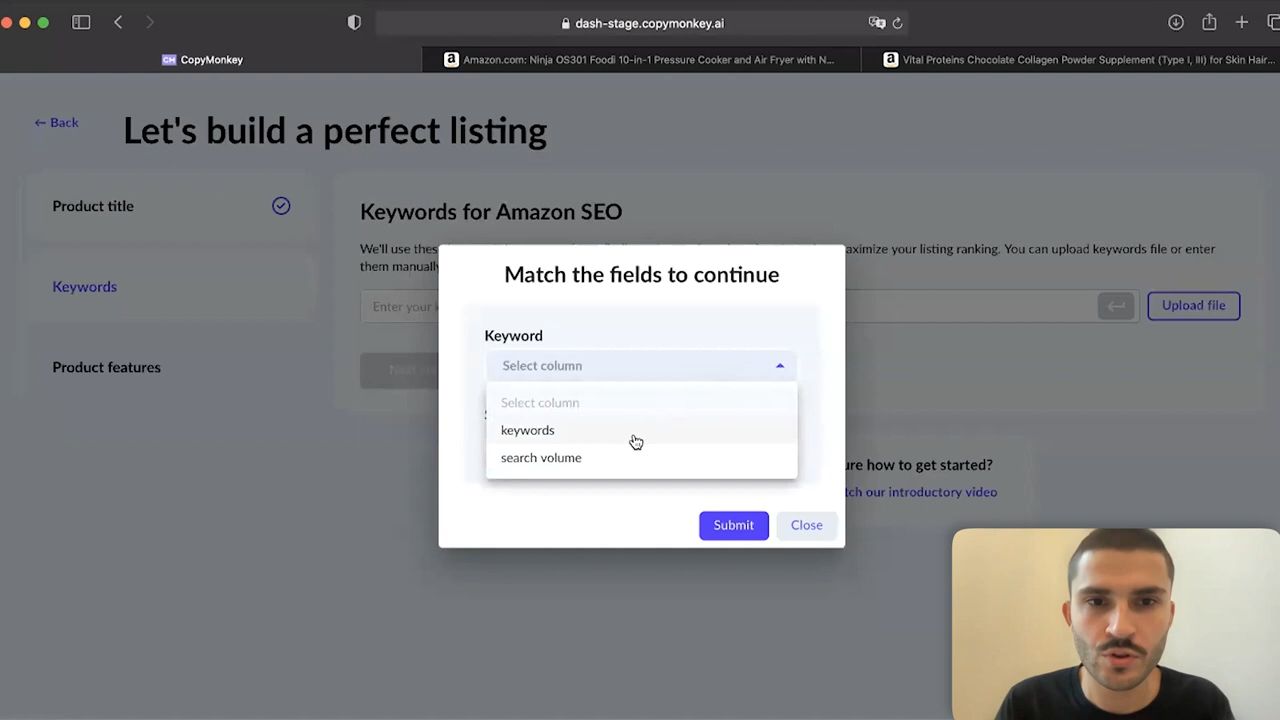 dash-stage.copymonkey.ai
CM CopyMonkey
a Amazon.com: Ninja OS301 Foodi 10-in-1 Pressure Cooker and Air Fryer with N...
a Vital Proteins Chocolate Collagen Powder Supplement (Type I, III) for Skin Hair...
← Back
Let's build a perfect listing
Product title
Keywords
Product features
Keywords for Amazon SEO
We'll use thes
aximize your listing ranking. You can upload keywords file or enter
them manually
Enter your k
Upload file
Next
Match the fields to continue
Keyword
Select column
Select column
keywords
search volume
Submit
Close
ure how to get started?
tch our introductory video